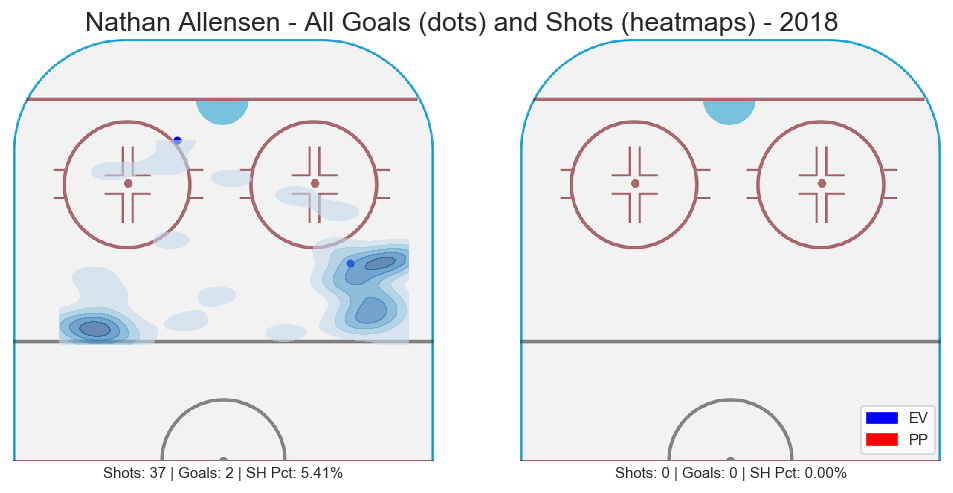 Nathan Allensen - All Goals (dots) and Shots (heatmaps) - 2018
EV
PP
Shots: 37 | Goals: 2 | SH Pct: 5.41%
Shots: 0 | Goals: 0 | SH Pct: 0.00%